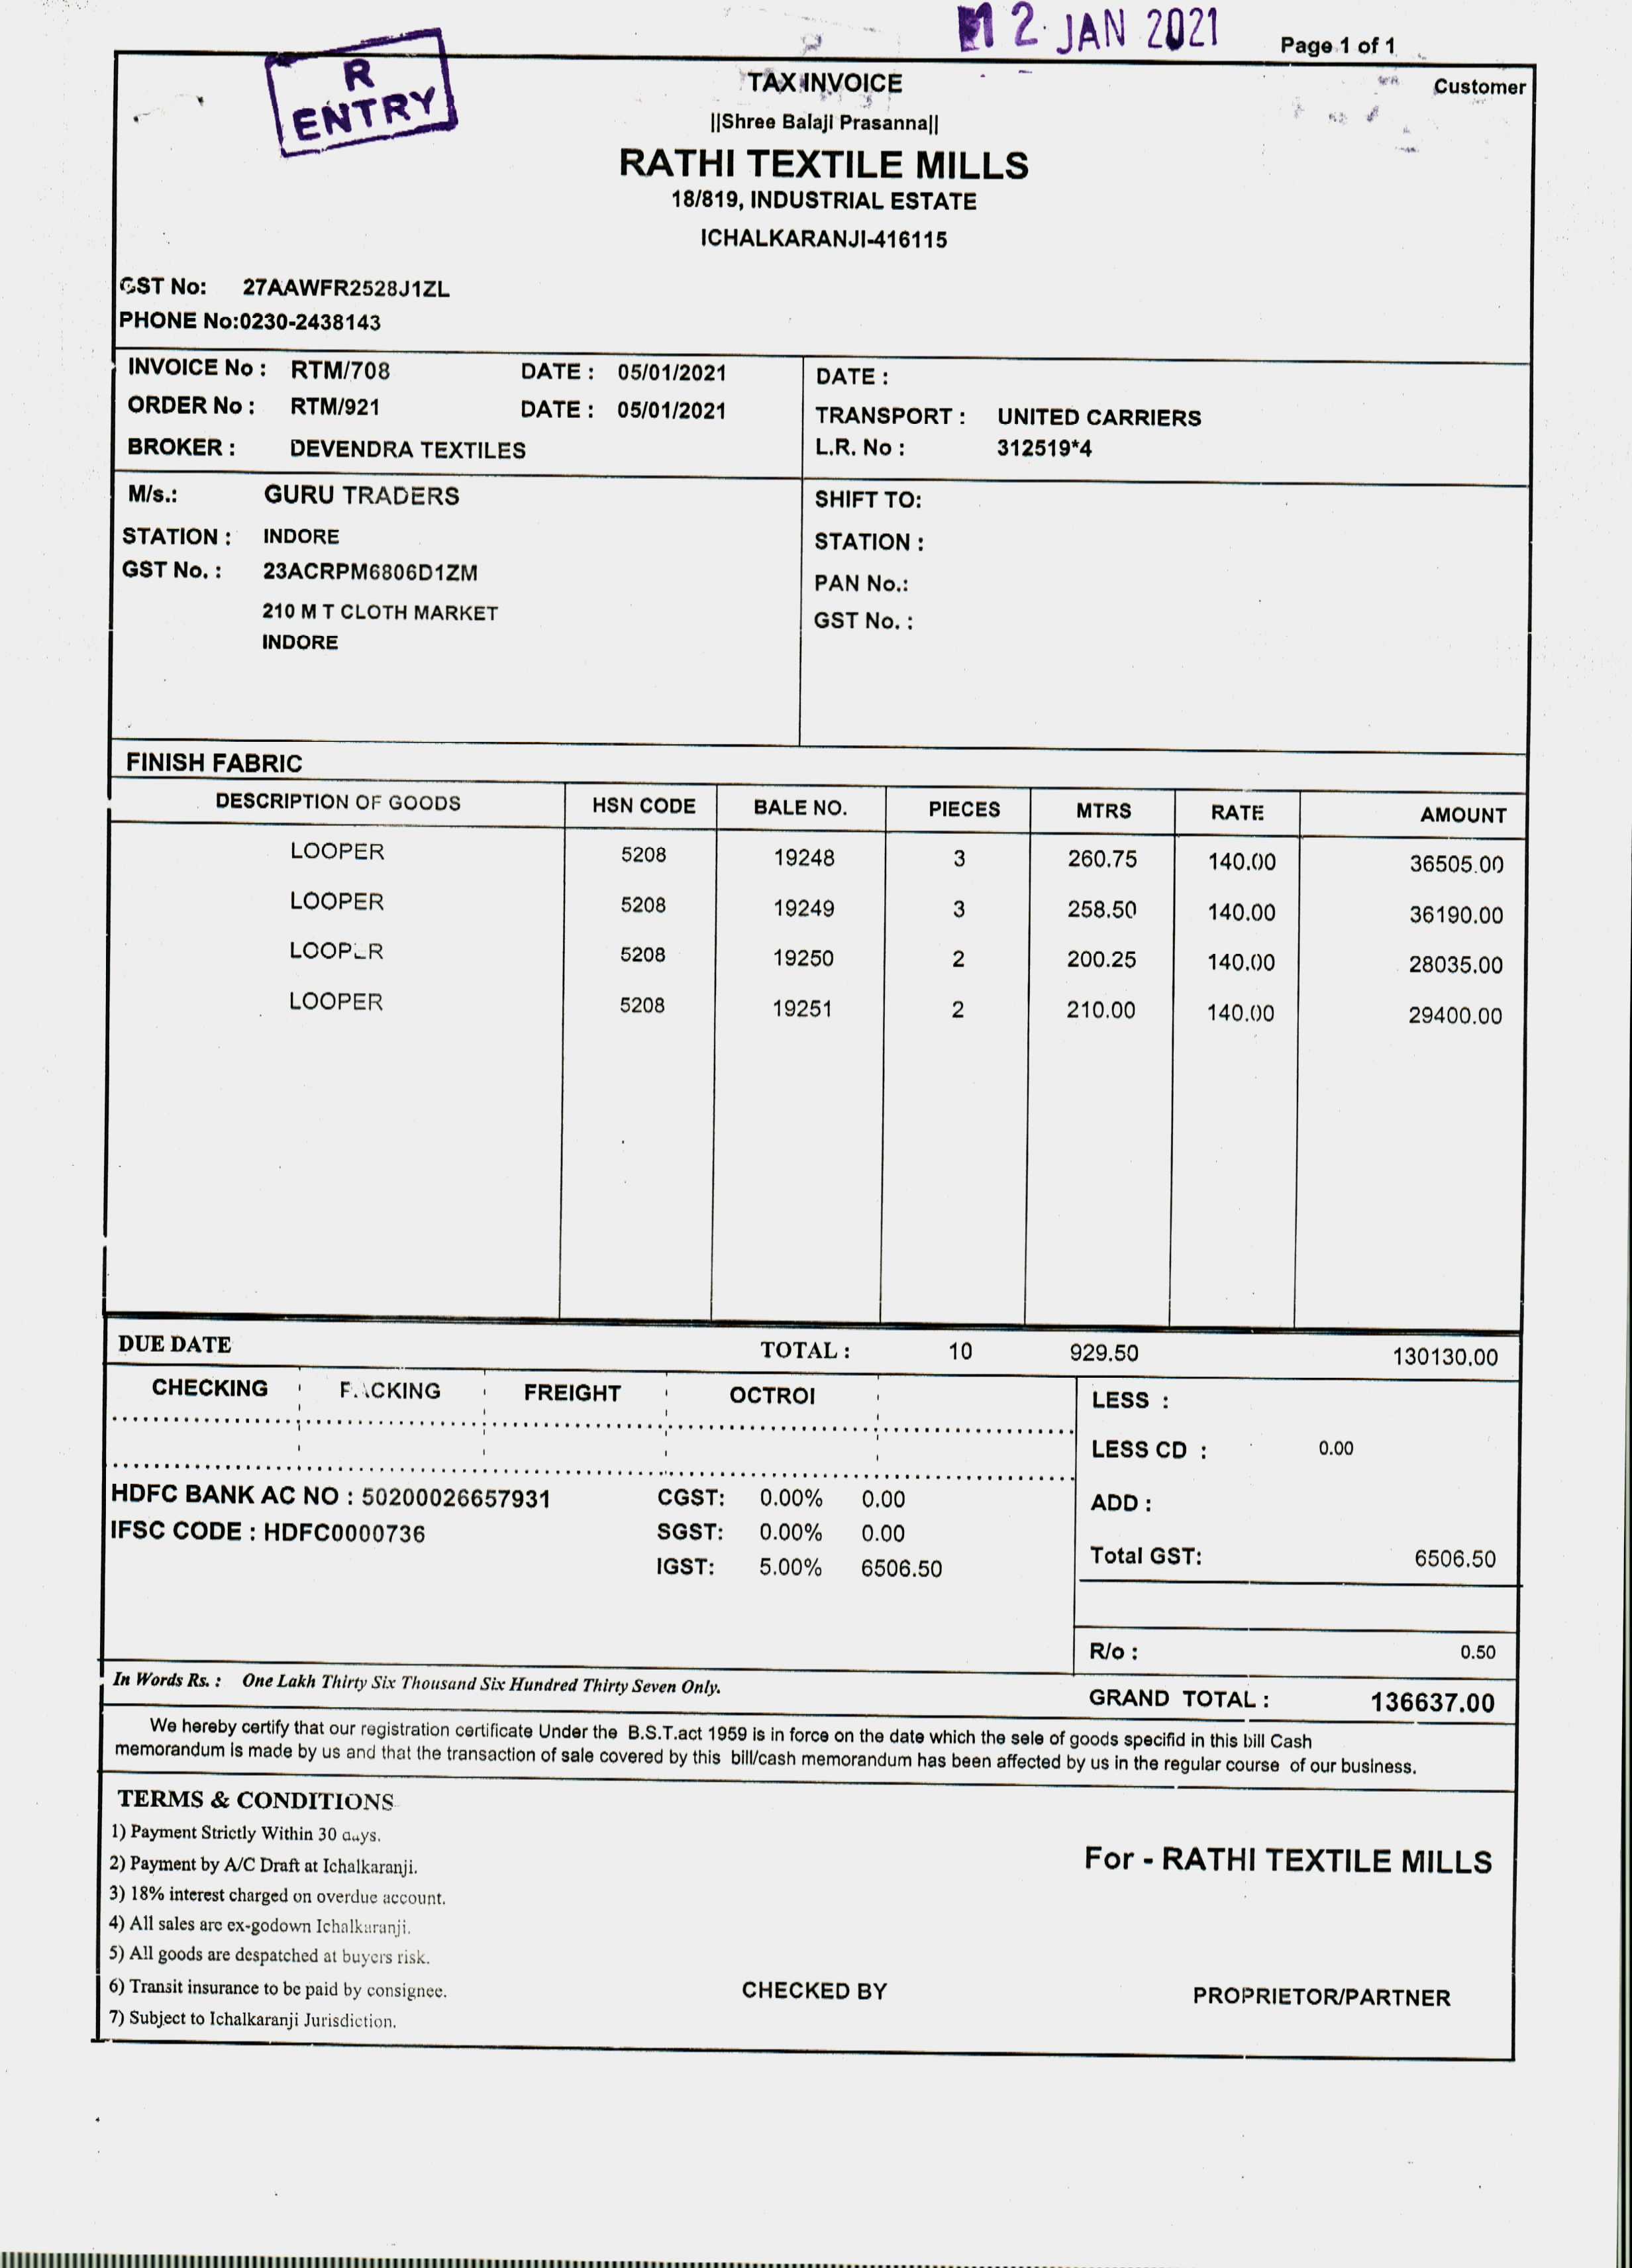 12 JAN 2021
Page 1 of 1
R
ENTRY
TAX INVOICE
Customer
||Shree Balaji Prasanna||
RATHI TEXTILE MILLS
18/819, INDUSTRIAL ESTATE
ICHALKARANJI-416115
GST No: 27AAWFR2528J1ZL
PHONE No:0230-2438143
INVOICE No : RTM/708 DATE : 05/01/2021
ORDER No : RTM/921 DATE : 05/01/2021
BROKER : DEVENDRA TEXTILES
DATE :
TRANSPORT : UNITED CARRIERS
L.R. No : 312519*4
M/s.: GURU TRADERS
STATION : INDORE
GST No. : 23ACRPM6806D1ZM
210 M T CLOTH MARKET
INDORE
SHIFT TO:
STATION :
PAN No.:
GST No. :
FINISH FABRIC
DESCRIPTION OF GOODS HSN CODE BALE NO. PIECES MTRS RATE AMOUNT
LOOPER 5208 19248 3 260.75 140.00 36505.00
LOOPER 5208 19249 3 258.50 140.00 36190.00
LOOPER 5208 19250 2 200.25 140.00 28035.00
LOOPER 5208 19251 2 210.00 140.00 29400.00
DUE DATE TOTAL : 10 929.50 130130.00
CHECKING PACKING FREIGHT OCTROI
LESS :
LESS CD : 0.00
ADD :
Total GST: 6506.50
HDFC BANK AC NO : 50200026657931 CGST: 0.00% 0.00
IFSC CODE : HDFC0000736 SGST: 0.00% 0.00
IGST: 5.00% 6506.50
R/o : 0.50
In Words Rs. : One Lakh Thirty Six Thousand Six Hundred Thirty Seven Only.
GRAND TOTAL : 136637.00
We hereby certify that our registration certificate Under the B.S.T.act 1959 is in force on the date which the sele of goods specifid in this bill Cash
memorandum is made by us and that the transaction of sale covered by this bill/cash memorandum has been affected by us in the regular course of our business.
TERMS & CONDITIONS
1) Payment Strictly Within 30 days.
2) Payment by A/C Draft at Ichalkaranji.
3) 18% interest charged on overdue account.
4) All sales are ex-godown Ichalkaranji.
5) All goods are despatched at buyers risk.
6) Transit insurance to be paid by consignee.
7) Subject to Ichalkaranji Jurisdiction.
For - RATHI TEXTILE MILLS
CHECKED BY
PROPRIETOR/PARTNER